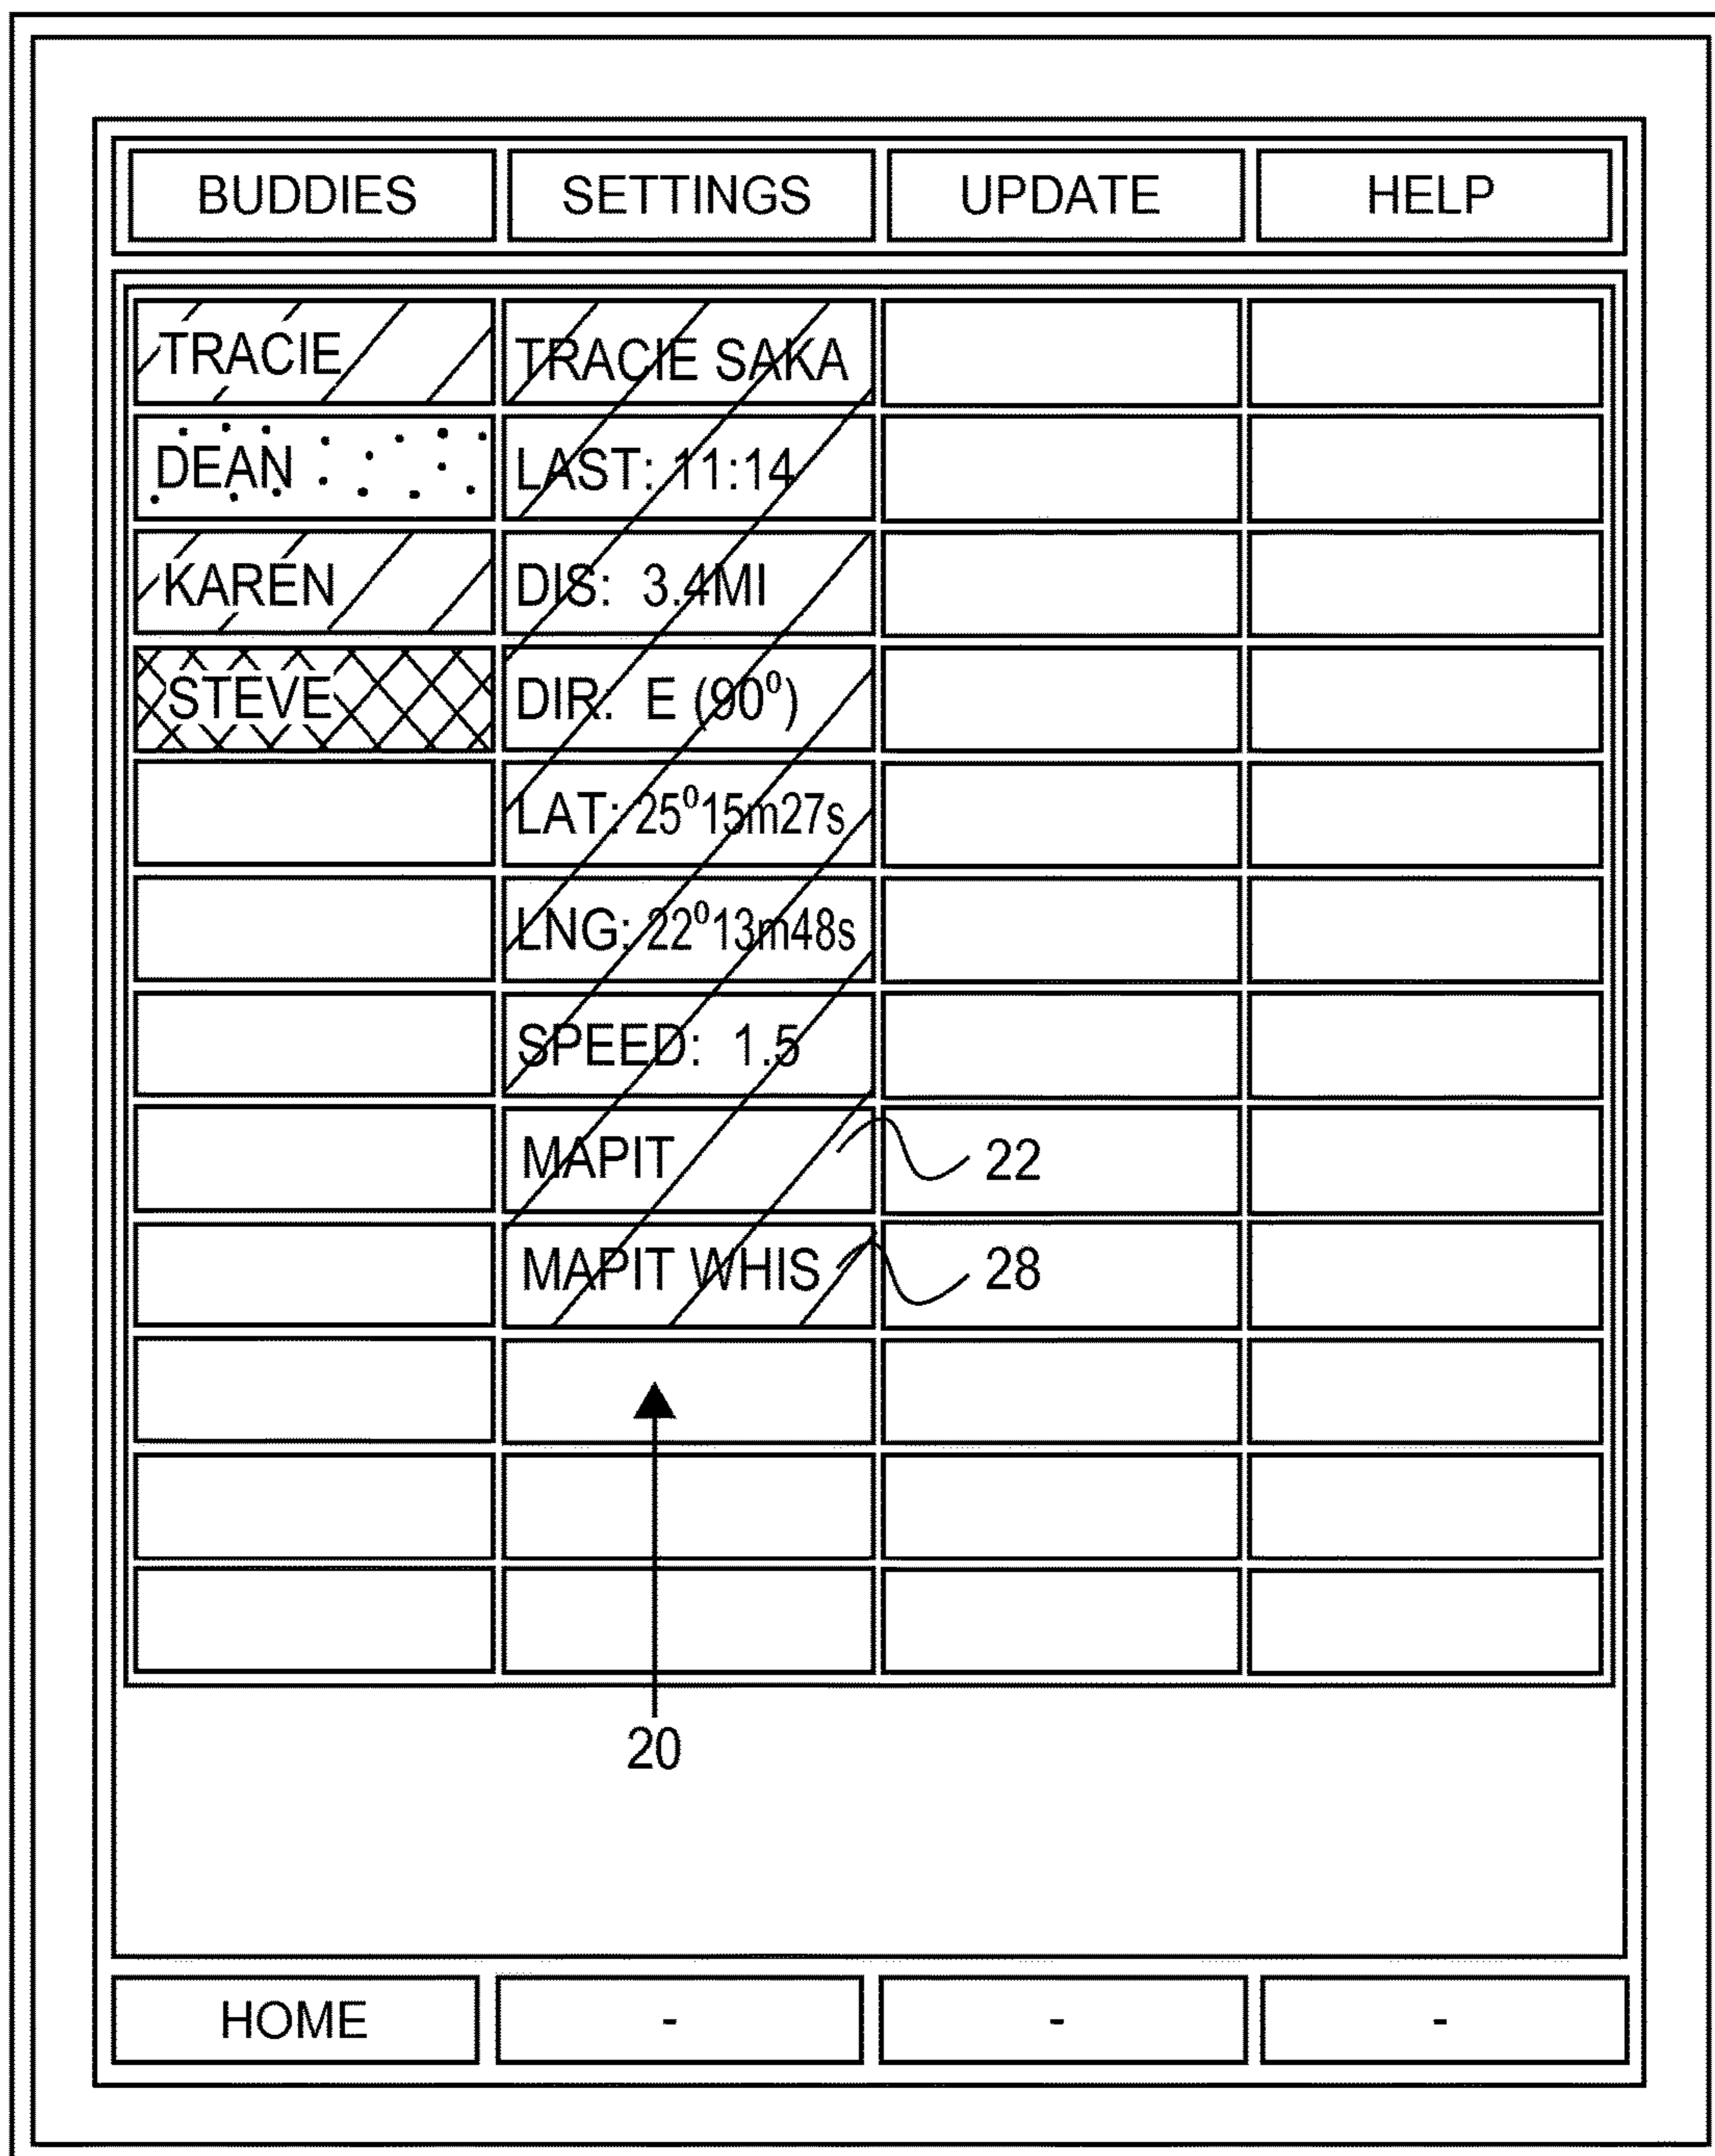 BUDDIES SETTINGS UPDATE HELP
TRACIE TRACIE SAKA
DEAN LAST: 11:14
KAREN DIS: 3.4MI
STEVE DIR: E (90⁰)
LAT: 25⁰15m27s
LNG: 22⁰13m48s
SPEED: 1.5
MAPIT 22
MAPIT WHIS 28
20
HOME - - -